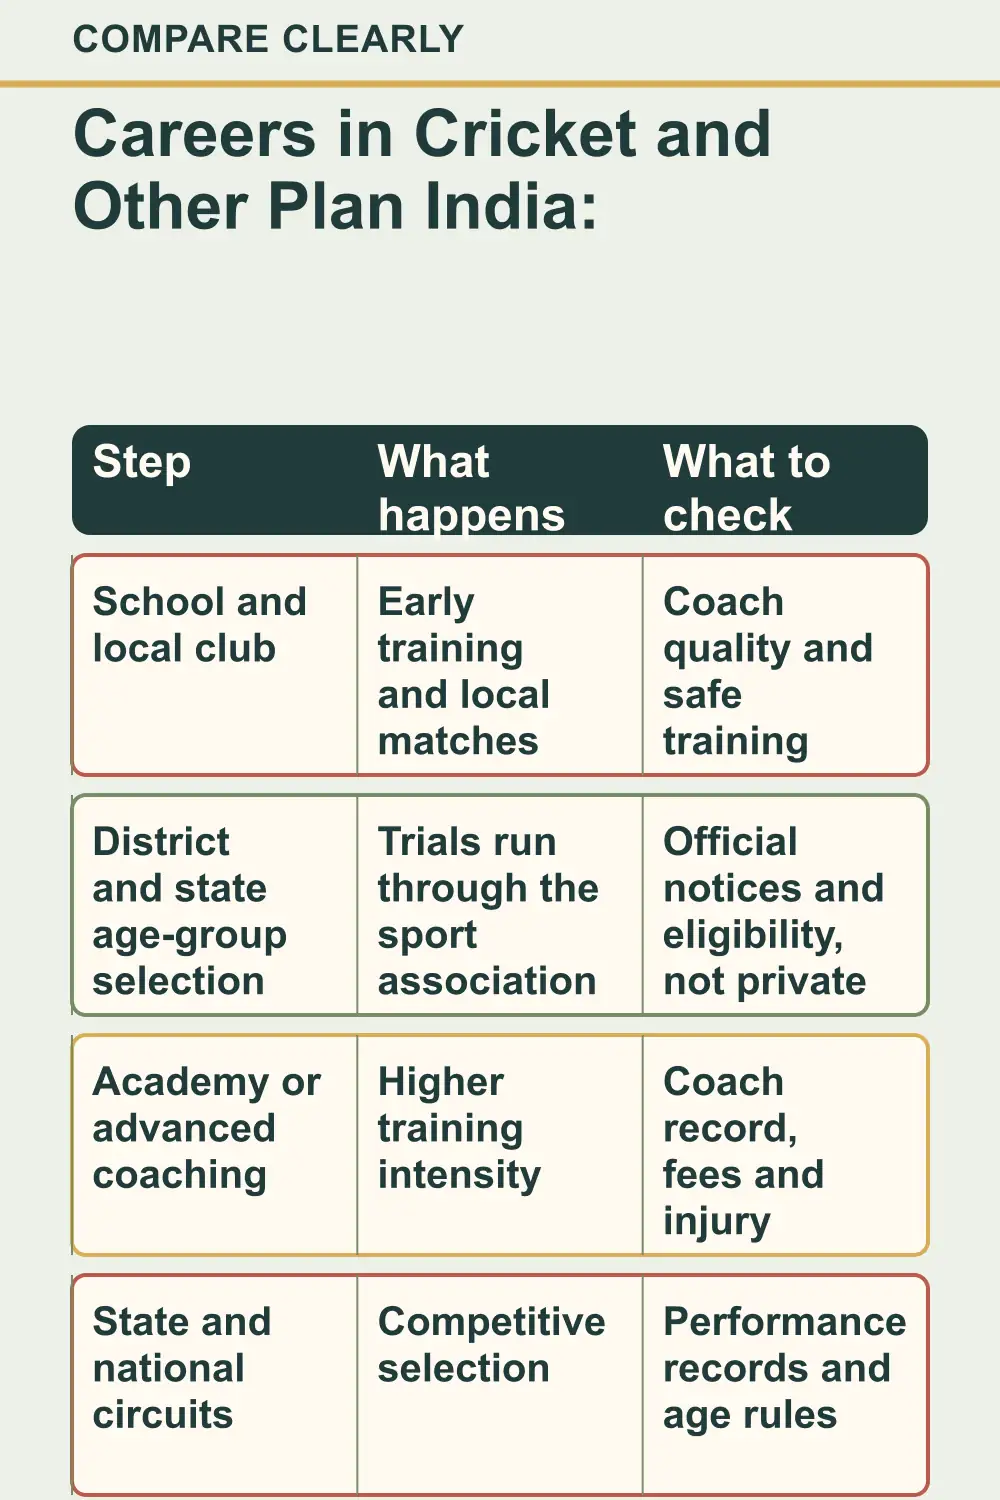 COMPARE CLEARLY
Careers in Cricket and
Other Plan India:
Step
What
happens
What to
check
School and
local club
Early
training
and local
matches
Coach
quality and
safe
training
District
and state
age-group
selection
Trials run
through the
sport
association
Official
notices and
eligibility,
not private
Academy or
advanced
coaching
Higher
training
intensity
Coach
record,
fees and
injury
State and
national
circuits
Competitive
selection
Performance
records and
age rules